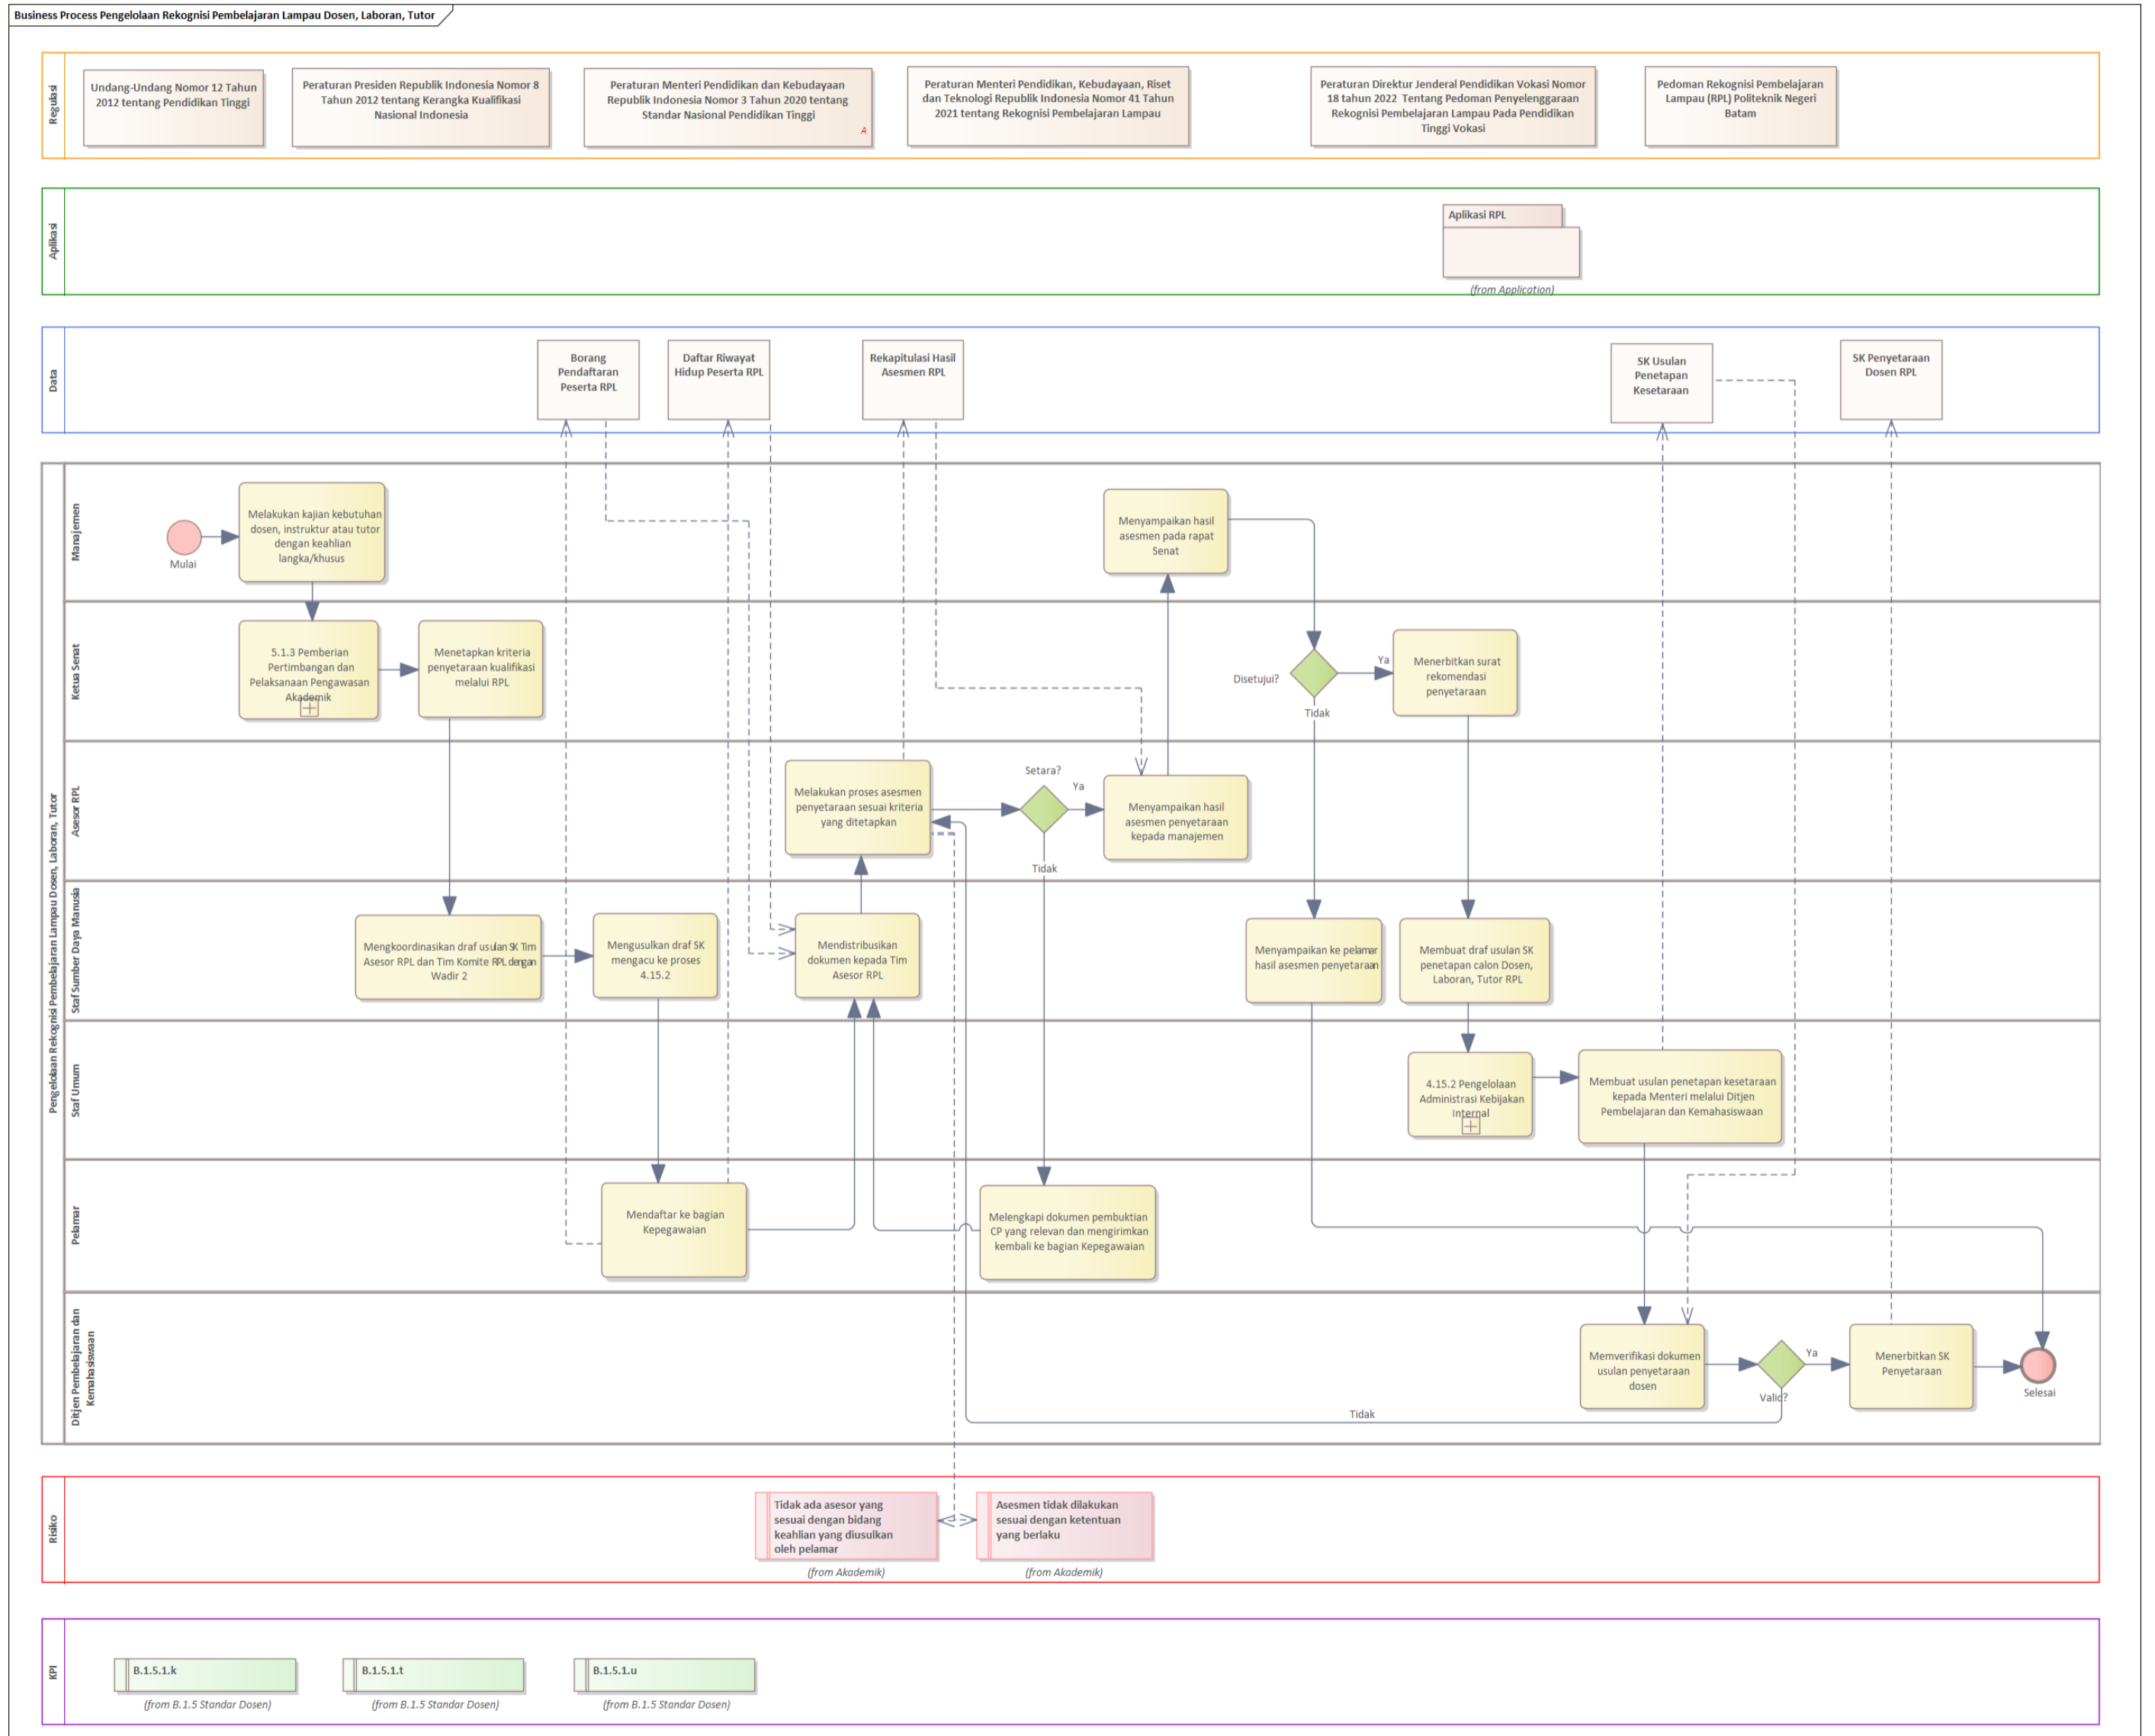 Business Process Pengelolaan Rekognisi Pembelajaran Lampau Dosen, Laboran, Tutor
Regulasi
Undang-Undang Nomor 12 Tahun
2012 tentang Pendidikan Tinggi
Peraturan Presiden Republik Indonesia Nomor 8
Tahun 2012 tentang Kerangka Kualifikasi
Nasional Indonesia
Peraturan Menteri Pendidikan dan Kebudayaan
Republik Indonesia Nomor 3 Tahun 2020 tentang
Standar Nasional Pendidikan Tinggi
A
Peraturan Menteri Pendidikan, Kebudayaan, Riset
dan Teknologi Republik Indonesia Nomor 41 Tahun
2021 tentang Rekognisi Pembelajaran Lampau
Peraturan Direktur Jenderal Pendidikan Vokasi Nomor
18 tahun 2022 Tentang Pedoman Penyelenggaraan
Rekognisi Pembelajaran Lampau Pada Pendidikan
Tinggi Vokasi
Pedoman Rekognisi Pembelajaran
Lampau (RPL) Politeknik Negeri
Batam
Aplikasi
Aplikasi RPL
(from Application)
Data
Borang
Pendaftaran
Peserta RPL
Daftar Riwayat
Hidup Peserta RPL
Rekapitulasi Hasil
Asesmen RPL
SK Usulan
Penetapan
Kesetaraan
SK Penyetaraan
Dosen RPL
Pengelolaan Rekognisi Pembelajaran Lampau Dosen, Laboran, Tutor
Manajemen
Mulai
Melakukan kajian kebutuhan
dosen, instruktur atau tutor
dengan keahlian
langka/khusus
Menyampaikan hasil
asesmen pada rapat
Senat
Ketua Senat
5.1.3 Pemberian
Pertimbangan dan
Pelaksanaan Pengawasan
Akademik
Menetapkan kriteria
penyetaraan kualifikasi
melalui RPL
Disetujui?
Ya
Tidak
Menerbitkan surat
rekomendasi
penyetaraan
Asesor RPL
Melakukan proses asesmen
penyetaraan sesuai kriteria
yang ditetapkan
Setara?
Ya
Tidak
Menyampaikan hasil
asesmen penyetaraan
kepada manajemen
Staf Sumber Daya Manusia
Mengkoordinasikan draf usulan SK Tim
Asesor RPL dan Tim Komite RPL dengan
Wadir 2
Mengusulkan draf SK
mengacu ke proses
4.15.2
Mendistribusikan
dokumen kepada Tim
Asesor RPL
Menyampaikan ke pelamar
hasil asesmen penyetaraan
Membuat draf usulan SK
penetapan calon Dosen,
Laboran, Tutor RPL
Staf Umum
4.15.2 Pengelolaan
Administrasi Kebijakan
Internal
Membuat usulan penetapan kesetaraan
kepada Menteri melalui Ditjen
Pembelajaran dan Kemahasiswaan
Pelamar
Mendaftar ke bagian
Kepegawaian
Melengkapi dokumen pembuktian
CP yang relevan dan mengirimkan
kembali ke bagian Kepegawaian
Ditjen Pembelajaran dan
Kemahasiswaan
Memverifikasi dokumen
usulan penyetaraan
dosen
Valid?
Ya
Tidak
Menerbitkan SK
Penyetaraan
Selesai
Risiko
Tidak ada asesor yang
sesuai dengan bidang
keahlian yang diusulkan
oleh pelamar
(from Akademik)
Asesmen tidak dilakukan
sesuai dengan ketentuan
yang berlaku
(from Akademik)
KPI
B.1.5.1.k
(from B.1.5 Standar Dosen)
B.1.5.1.t
(from B.1.5 Standar Dosen)
B.1.5.1.u
(from B.1.5 Standar Dosen)